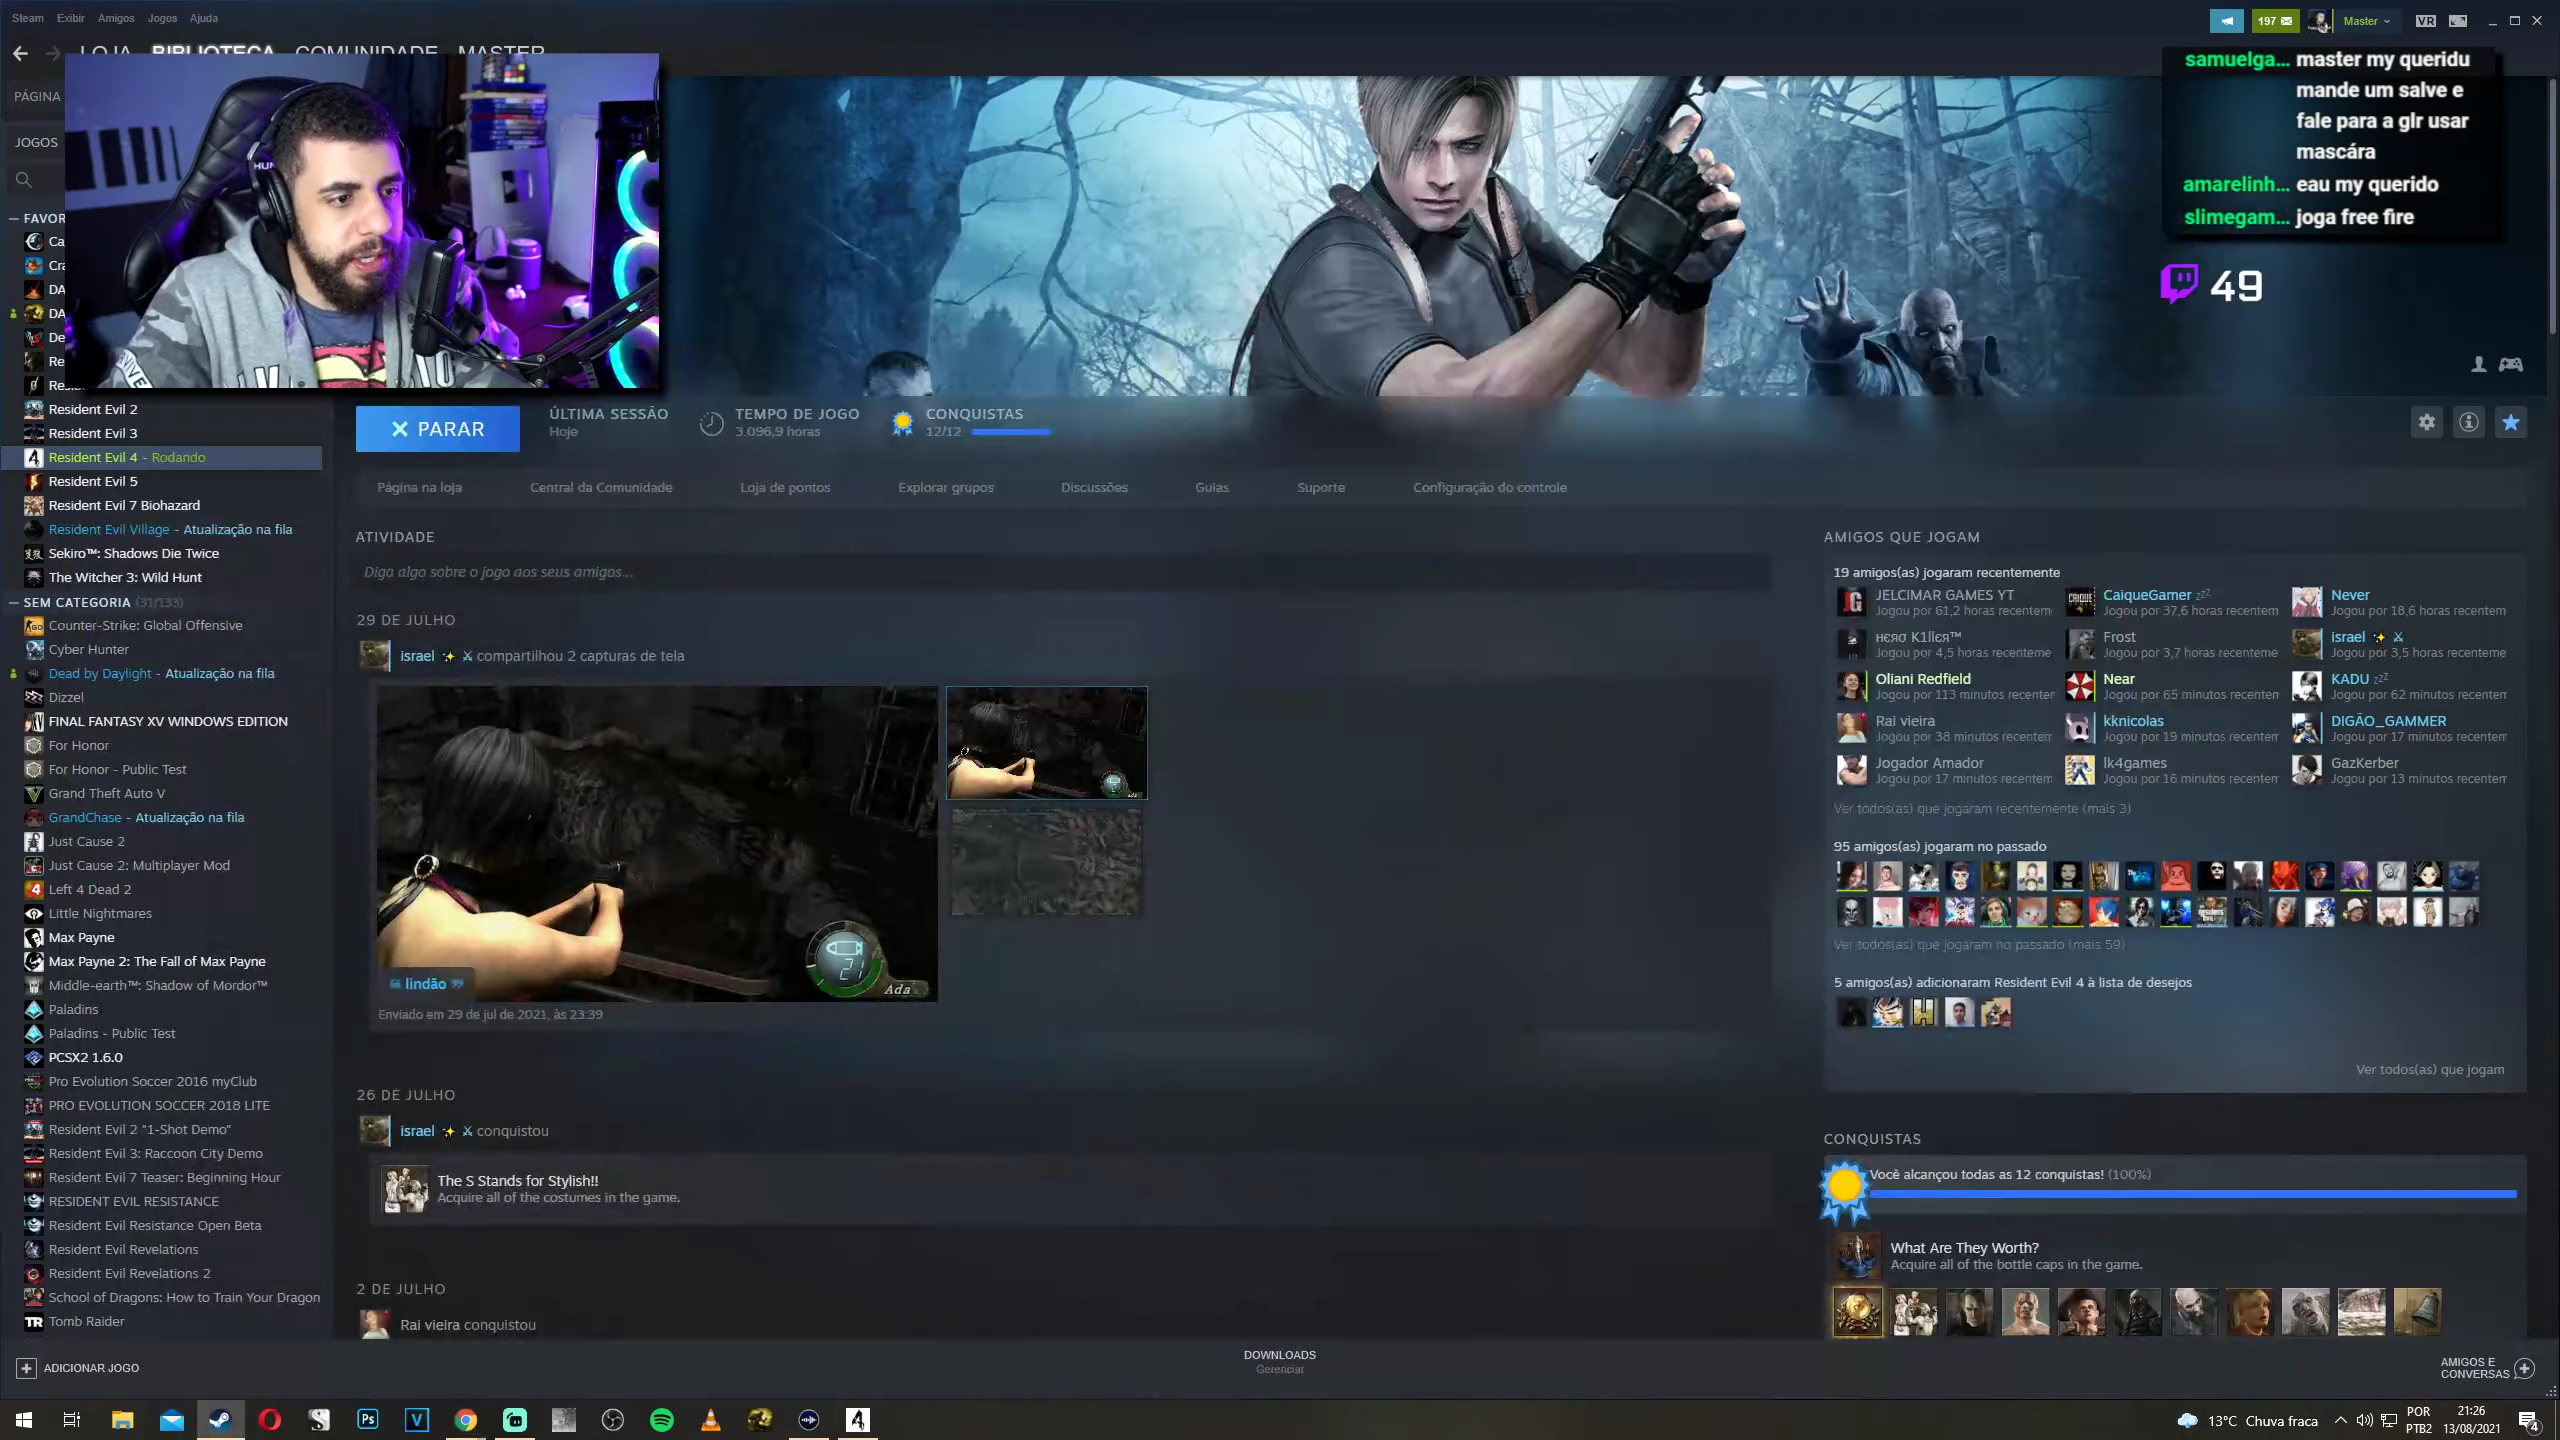 Steam Exibir Amigos Jogos Ajuda
197
Master
VR
LOJA BIBLIOTECA COMUNIDADE MASTER
PÁGINA
JOGOS
FAVOR
Ca
Cra
DA
DA
De
Re
Res
Resident Evil 2
Resident Evil 3
Resident Evil 4 - Rodando
Resident Evil 5
Resident Evil 7 Biohazard
Resident Evil Village - Atualização na fila
Sekiro™: Shadows Die Twice
The Witcher 3: Wild Hunt
SEM CATEGORIA (31/133)
Counter-Strike: Global Offensive
Cyber Hunter
Dead by Daylight - Atualização na fila
Dizzel
FINAL FANTASY XV WINDOWS EDITION
For Honor
For Honor - Public Test
Grand Theft Auto V
GrandChase - Atualização na fila
Just Cause 2
Just Cause 2: Multiplayer Mod
Left 4 Dead 2
Little Nightmares
Max Payne
Max Payne 2: The Fall of Max Payne
Middle-earth™: Shadow of Mordor™
Paladins
Paladins - Public Test
PCSX2 1.6.0
Pro Evolution Soccer 2016 myClub
PRO EVOLUTION SOCCER 2018 LITE
Resident Evil 2 "1-Shot Demo"
Resident Evil 3: Raccoon City Demo
Resident Evil 7 Teaser: Beginning Hour
RESIDENT EVIL RESISTANCE
Resident Evil Resistance Open Beta
Resident Evil Revelations
Resident Evil Revelations 2
School of Dragons: How to Train Your Dragon
Tomb Raider
ADICIONAR JOGO
samuelga... master my queridu
mande um salve e
fale para a glr usar
mascára
amarelinh... eau my querido
slimegam... joga free fire
49
PARAR
ÚLTIMA SESSÃO
Hoje
TEMPO DE JOGO
3.096,9 horas
CONQUISTAS
12/12
Página na loja
Central da Comunidade
Loja de pontos
Explorar grupos
Discussões
Guias
Suporte
Configuração do controle
ATIVIDADE
Diga algo sobre o jogo aos seus amigos...
29 DE JULHO
israel compartilhou 2 capturas de tela
21
Ada
lindão
Enviado em 29 de jul de 2021, às 23:39
26 DE JULHO
israel conquistou
The S Stands for Stylish!!
Acquire all of the costumes in the game.
2 DE JULHO
Rai vieira conquistou
AMIGOS QUE JOGAM
19 amigos(as) jogaram recentemente
JELCIMAR GAMES YT
Jogou por 61,2 horas recentem
CaiqueGamer zzZ
Jogou por 37,6 horas recentem
Never
Jogou por 18,6 horas recentem
ʜєяσ K1llєя™
Jogou por 4,5 horas recenteme
Frost
Jogou por 3,7 horas recenteme
israel
Jogou por 3,5 horas recenteme
Oliani Redfield
Jogou por 113 minutos recenter
Near
Jogou por 65 minutos recenten
KADU zzZ
Jogou por 62 minutos recenten
Rai vieira
Jogou por 38 minutos recentem
kknicolas
Jogou por 19 minutos recentem
DIGÃO_GAMMER
Jogou por 17 minutos recentem
Jogador Amador
Jogou por 17 minutos recentem
lk4games
Jogou por 16 minutos recentem
GazKerber
Jogou por 13 minutos recentem
Ver todos(as) que jogaram recentemente (mais 3)
95 amigos(as) jogaram no passado
Ver todos(as) que jogaram no passado (mais 59)
5 amigos(as) adicionaram Resident Evil 4 à lista de desejos
Ver todos(as) que jogam
CONQUISTAS
Você alcançou todas as 12 conquistas! (100%)
What Are They Worth?
Acquire all of the bottle caps in the game.
DOWNLOADS
Gerenciar
AMIGOS E
CONVERSAS
13°C Chuva fraca
POR
PTB2
21:26
13/08/2021
4